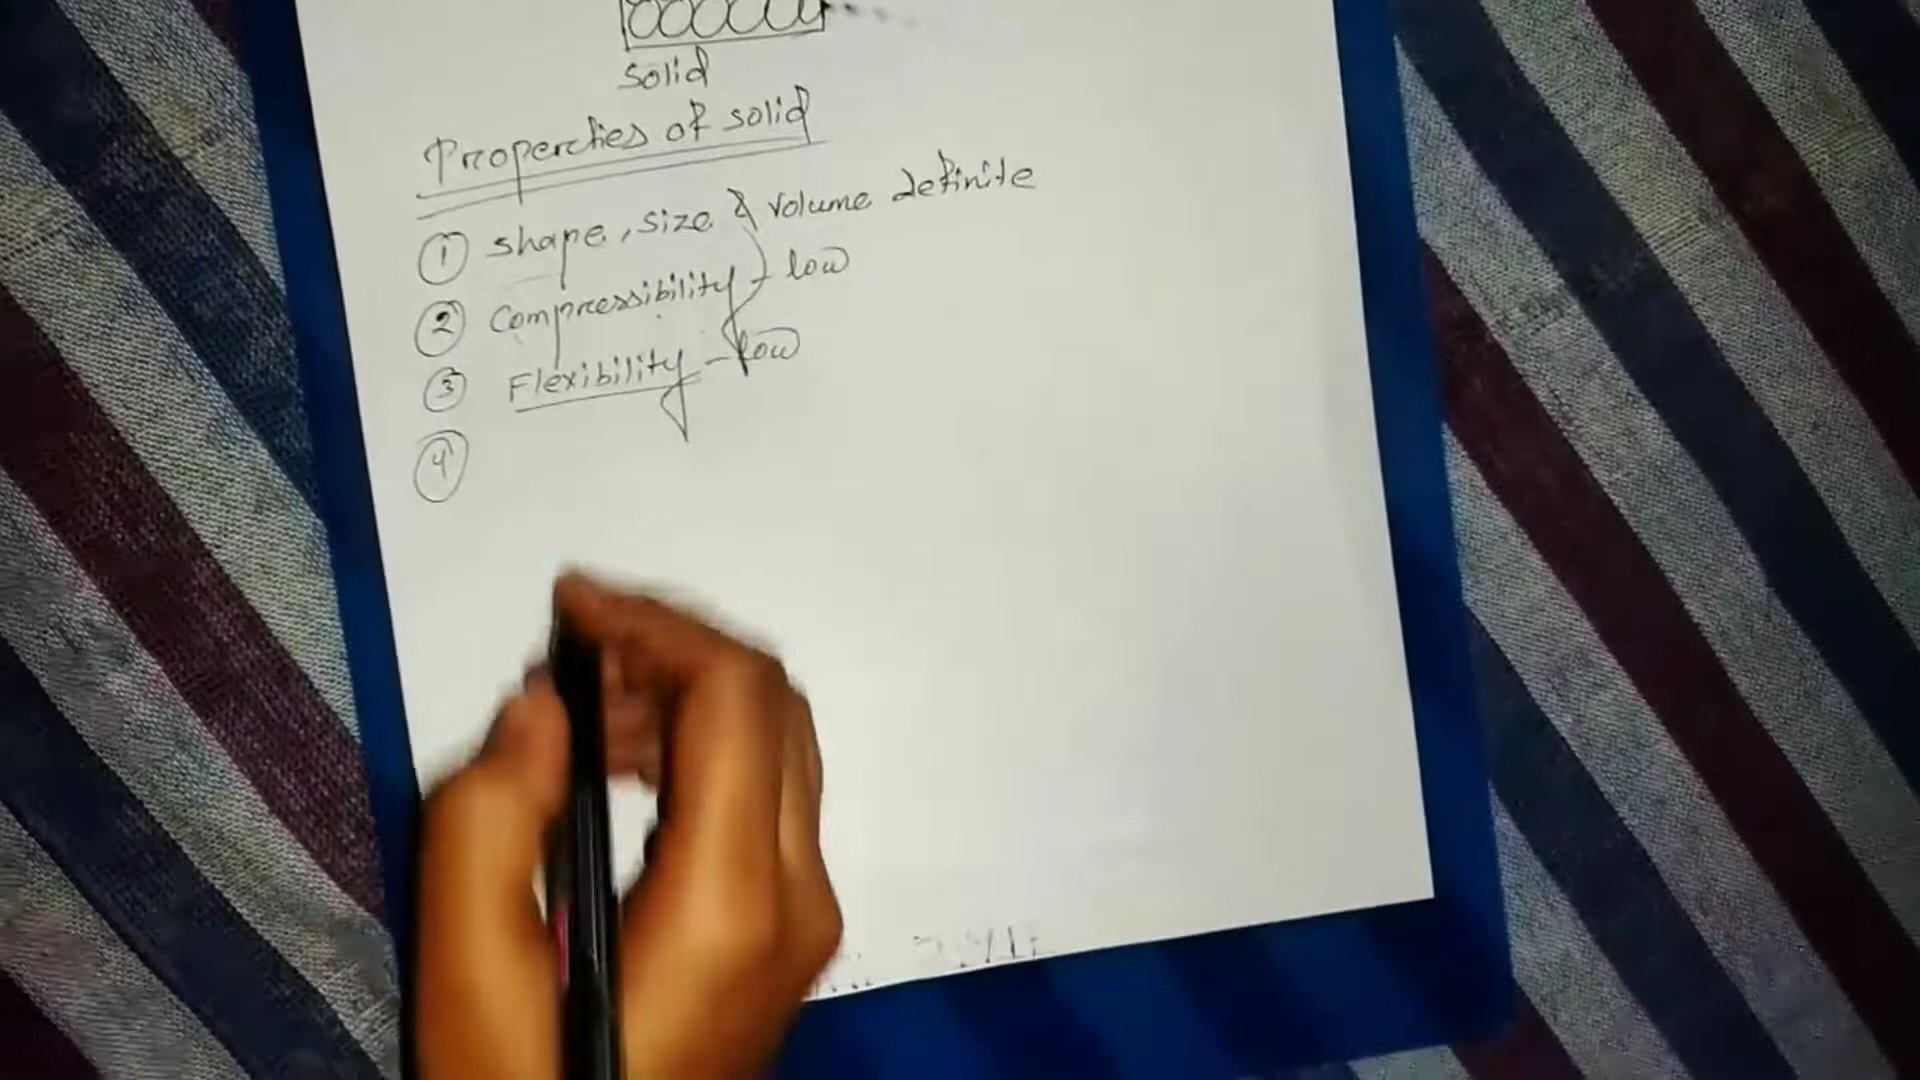 solid
Properties of solid
① shape, size & volume definite
② Compressibility - low
③ Flexibility - low
④